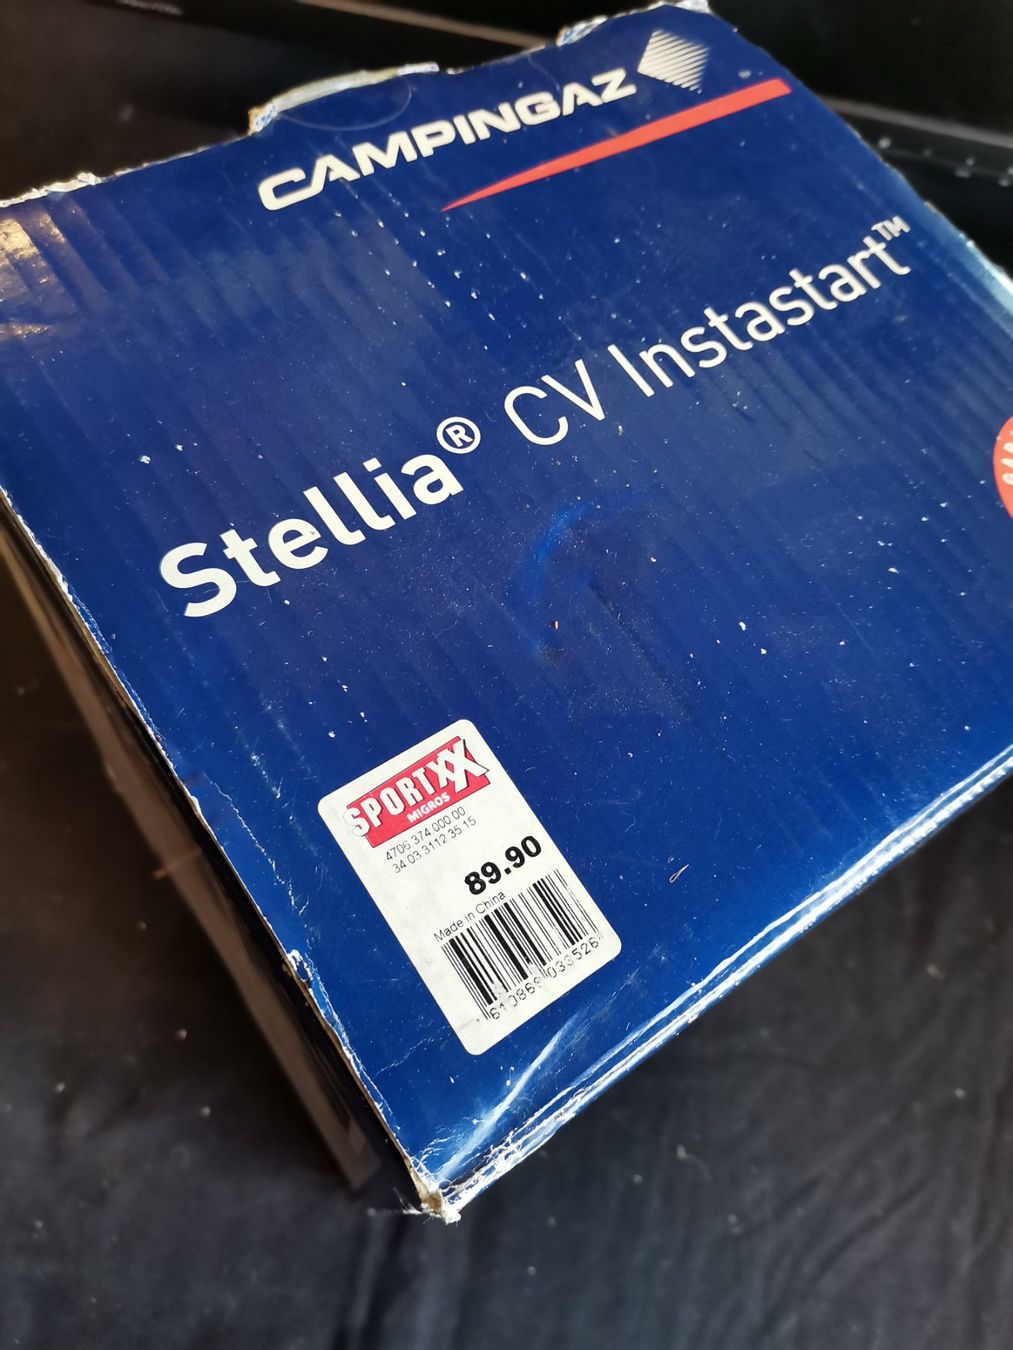 CAMPINGAZ
Stellia® CV Instastart™
SPORTXX
MIGROS
4706.374.000.00
34.03.3112.35.15
89.90
Made in China